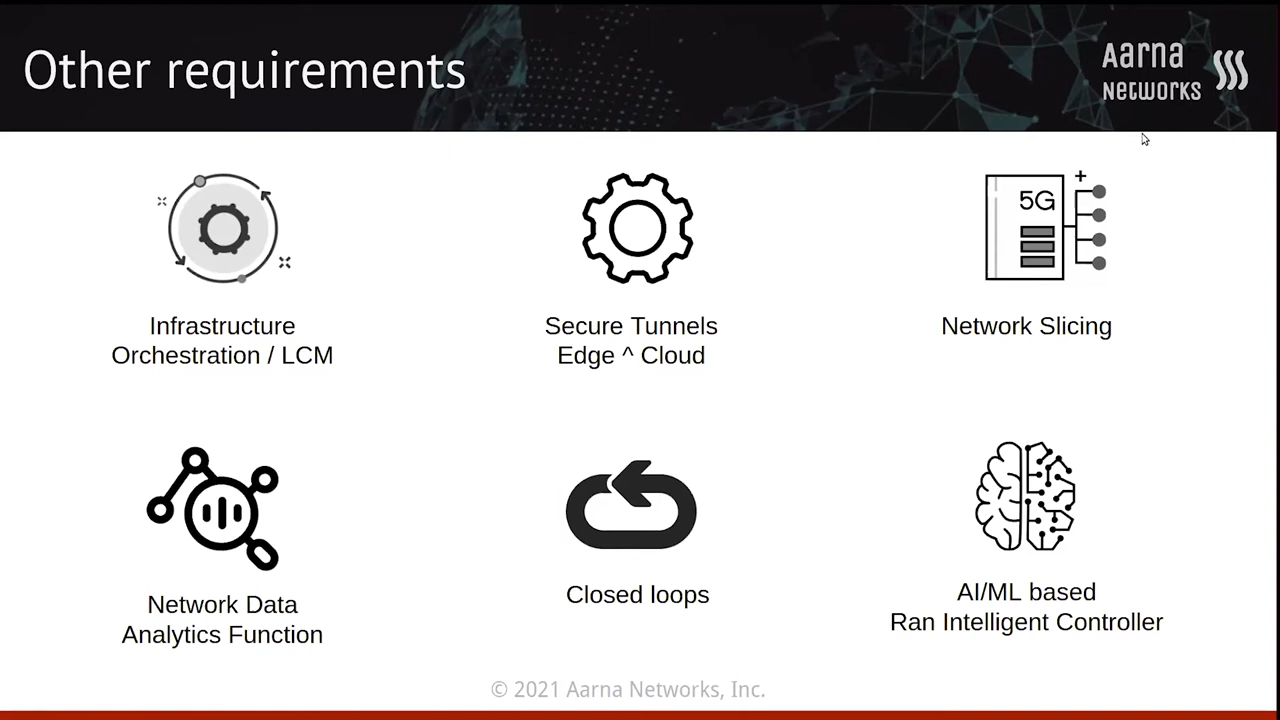 Other requirements
Aarna
Networks
5G
Infrastructure
Orchestration / LCM
Secure Tunnels
Edge ^ Cloud
Network Slicing
Network Data
Analytics Function
Closed loops
AI/ML based
Ran Intelligent Controller
© 2021 Aarna Networks, Inc.